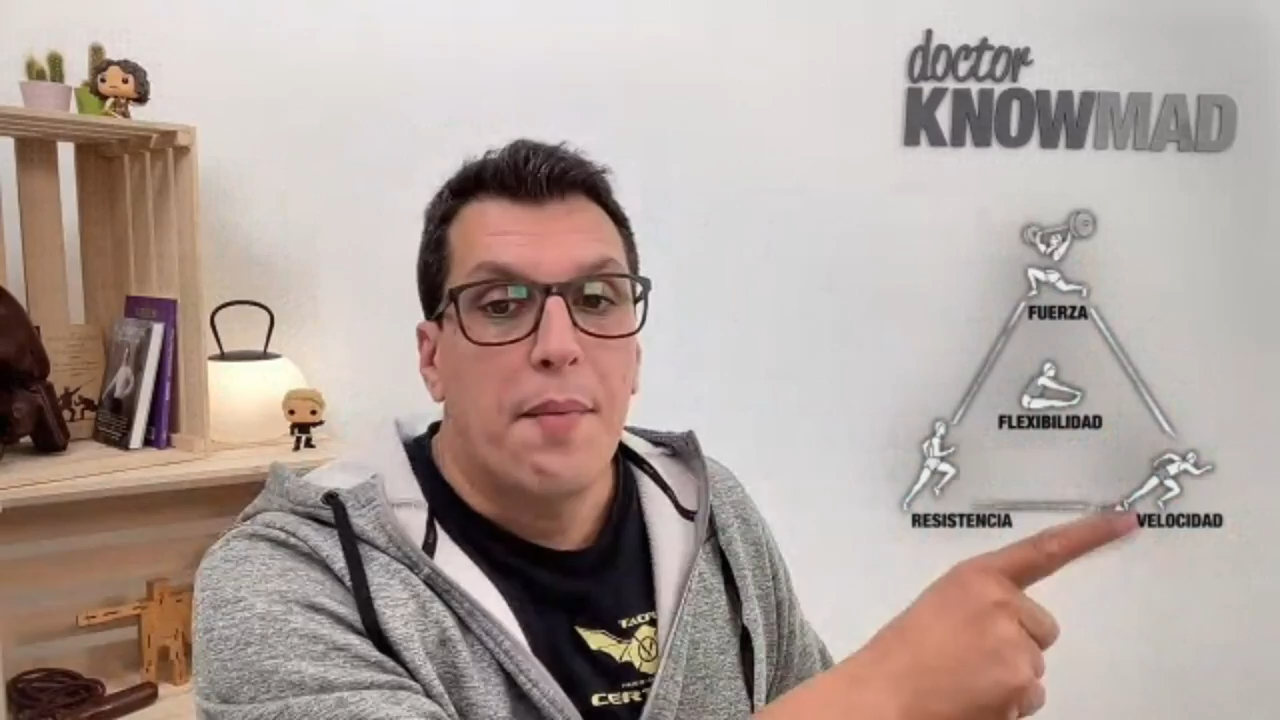 doctor
KNOWMAD
FUERZA
FLEXIBILIDAD
RESISTENCIA
VELOCIDAD